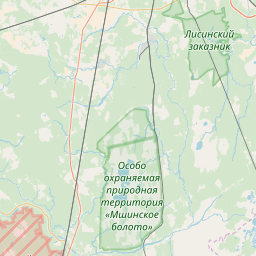 Лисинский
заказник
Особо
охраняемая
природная
территория
«Мшинское
болото»